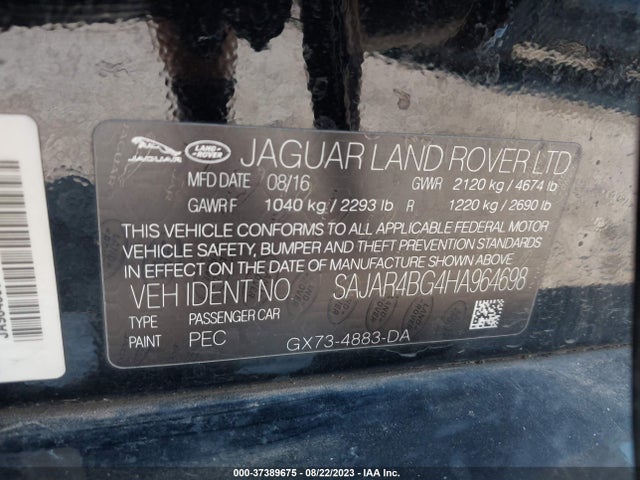 JAGUAR LAND-ROVER JAGUAR LAND ROVER LTD
MFD DATE 08/16 GWR 2120 kg / 4674 lb
GAWR F 1040 kg / 2293 lb R 1220 kg / 2690 lb
THIS VEHICLE CONFORMS TO ALL APPLICABLE FEDERAL MOTOR
VEHICLE SAFETY, BUMPER AND THEFT PREVENTION STANDARDS
IN EFFECT ON THE DATE OF MANUFACTURE SHOWN ABOVE
VEH IDENT NO SAJAR4BG4HA964698
TYPE PASSENGER CAR
PAINT PEC GX73-4883-DA
000-37389675 - 08/22/2023 - IAA Inc.